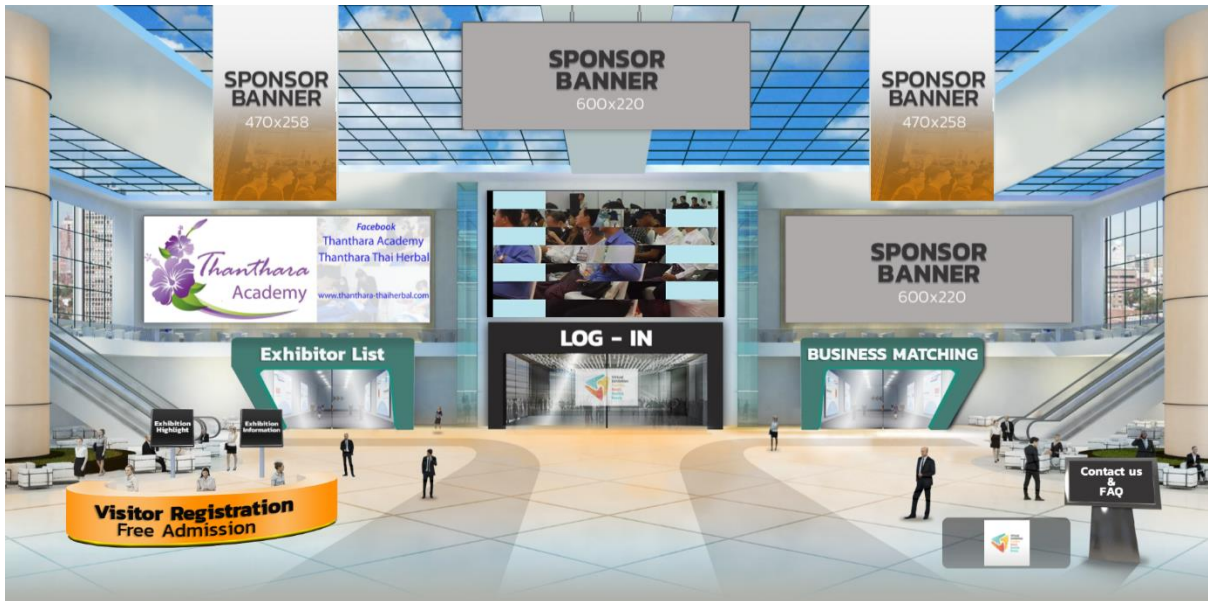 SPONSOR
BANNER
470x258
SPONSOR
BANNER
600x220
SPONSOR
BANNER
470x258
Thanthara
Academy
Facebook
Thanthara Academy
Thanthara Thai Herbal
www.thanthara-thaiherbal.com
SPONSOR
BANNER
600x220
Exhibitor List
LOG - IN
BUSINESS MATCHING
Exhibition
Highlight
Exhibition
Information
Visitor Registration
Free Admission
Contact us
&
FAQ